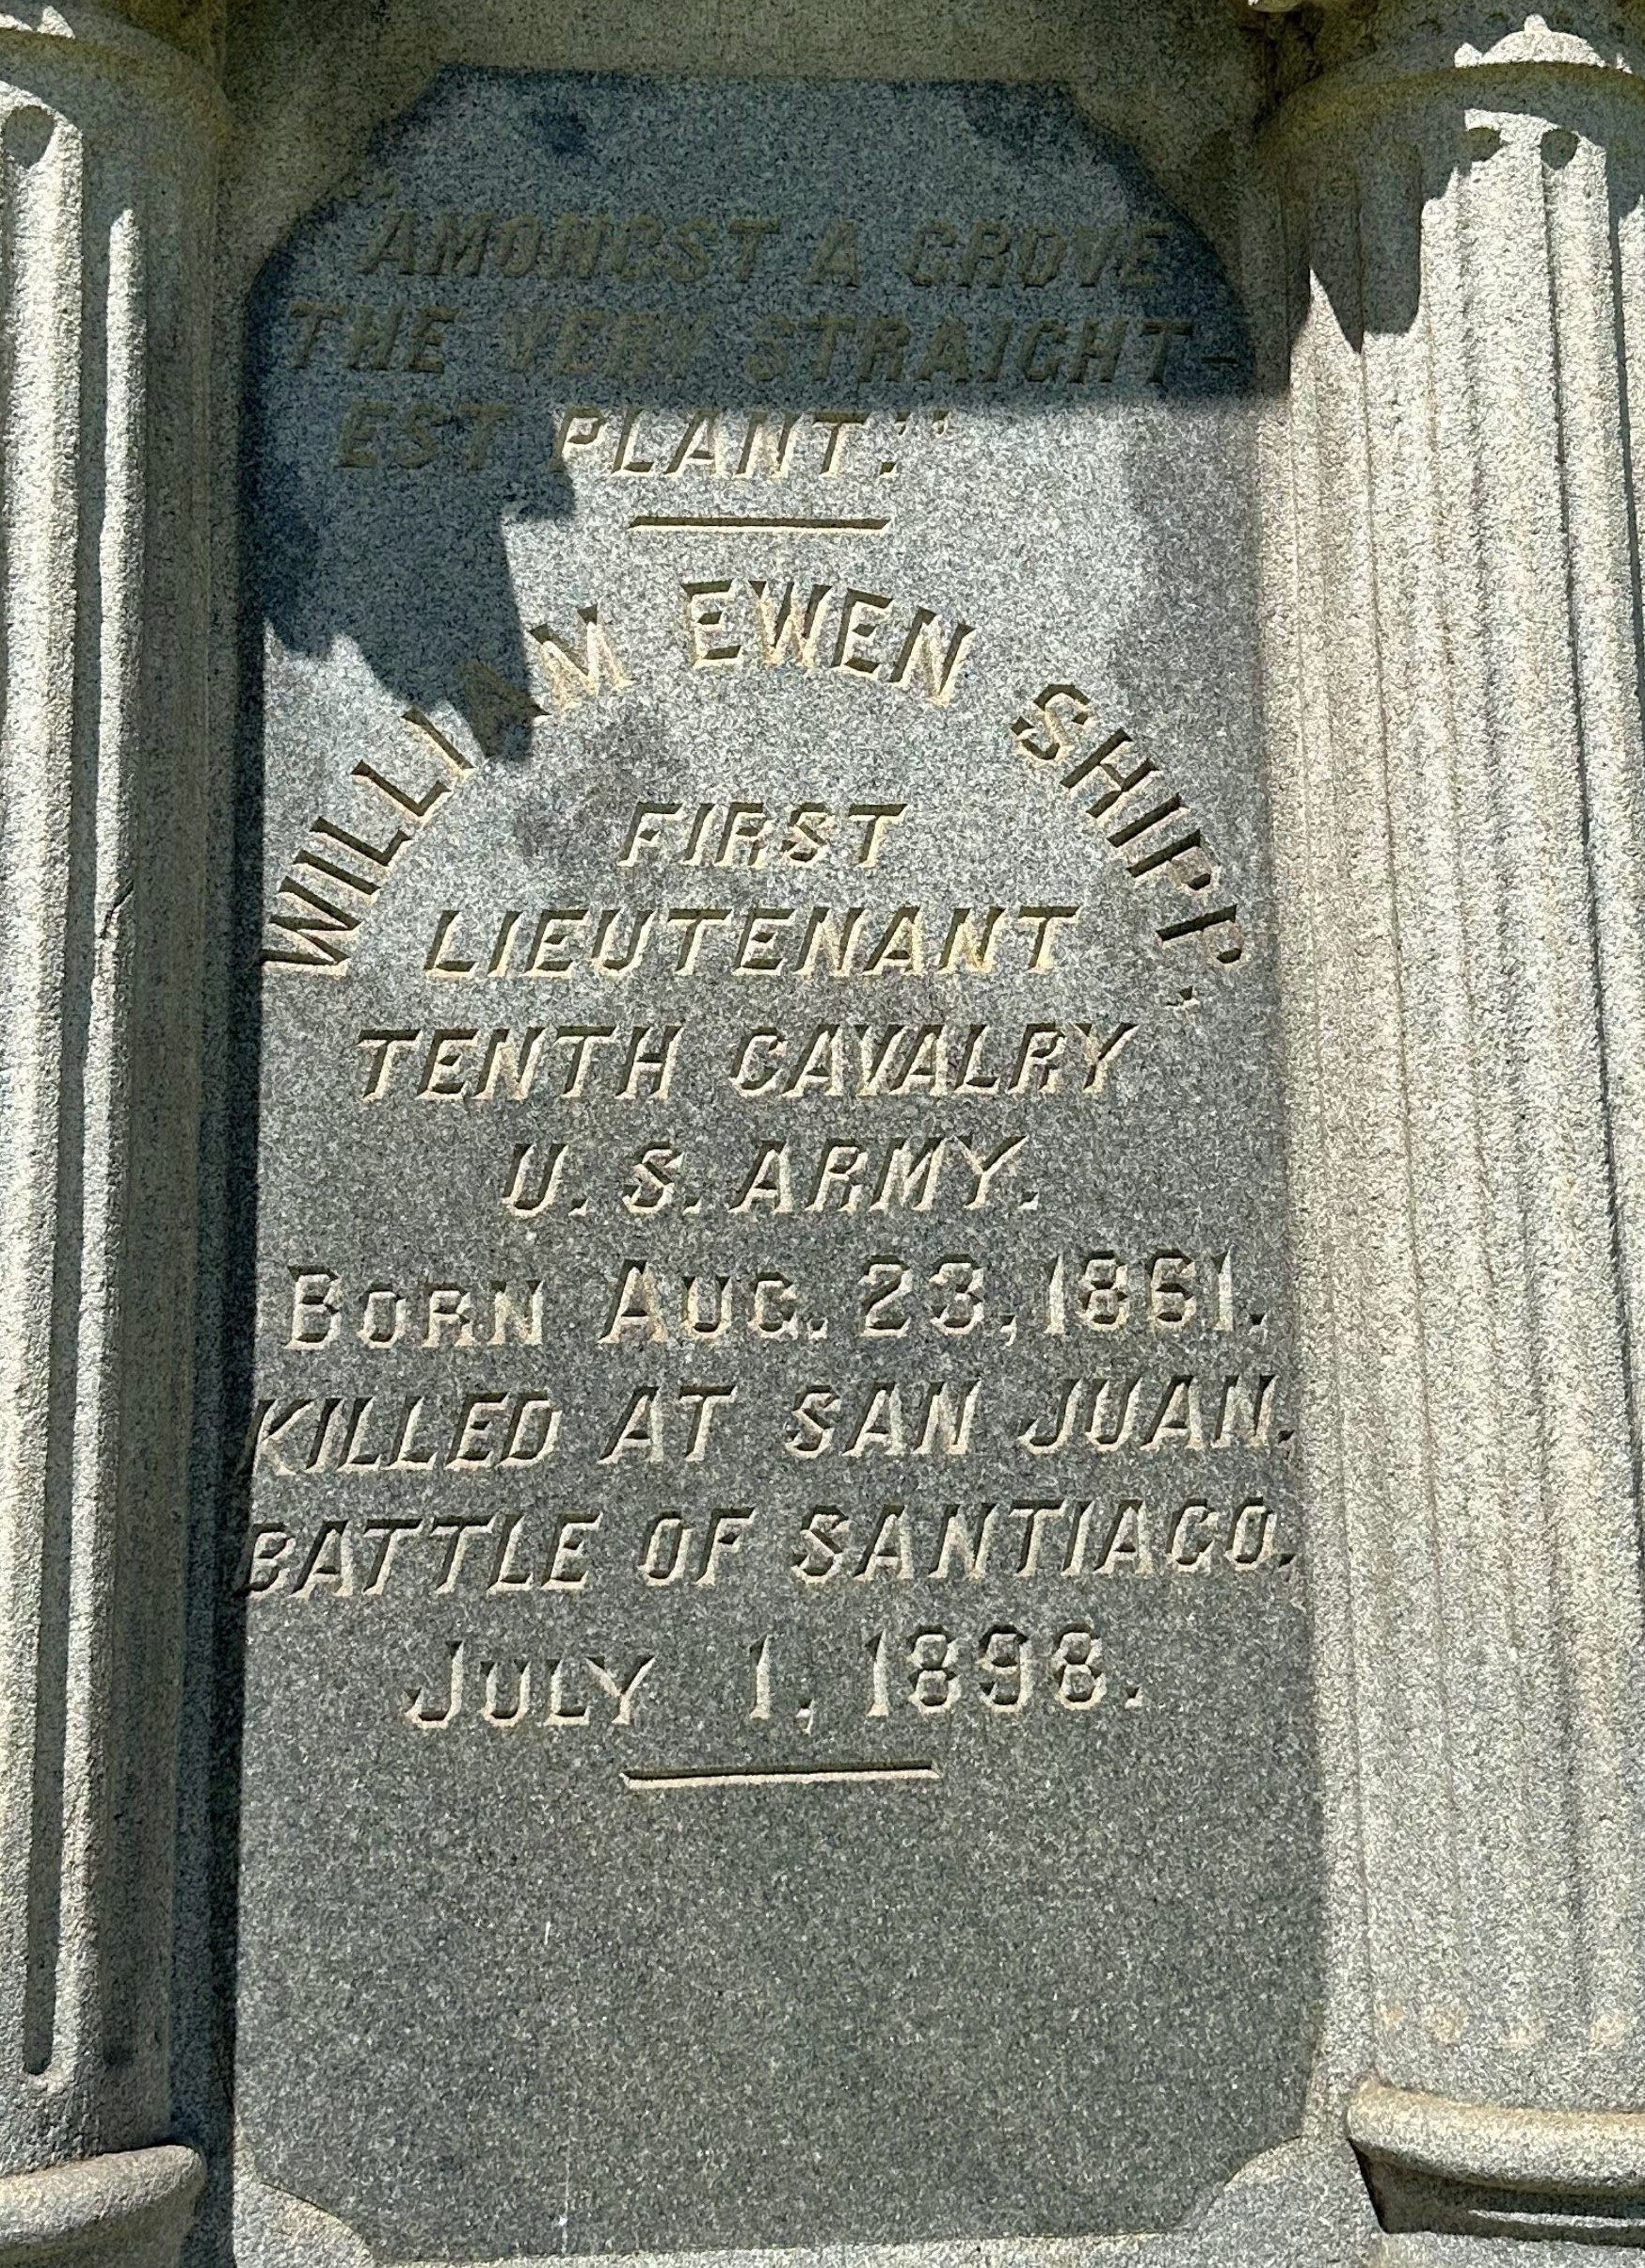 "AMONGST A GROVE
THE VERY STRAIGHT-
EST PLANT."
WILLIAM EWEN SHIPP,
FIRST
LIEUTENANT
TENTH CAVALRY
U. S. ARMY.
BORN AUG. 23, 1861.
KILLED AT SAN JUAN,
BATTLE OF SANTIAGO,
JULY 1, 1898.